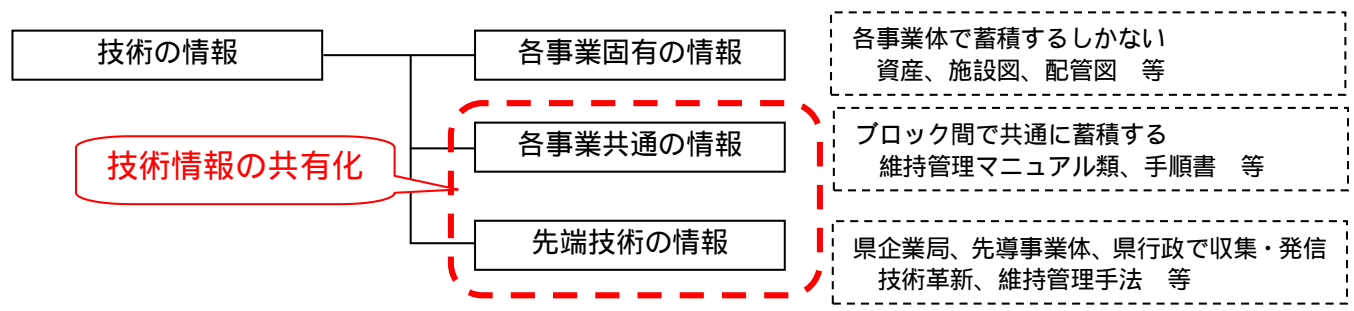 技術の情報
各事業固有の情報
各事業体で蓄積するしかない
資産、施設図、配管図　等
技術情報の共有化
各事業共通の情報
ブロック間で共通に蓄積する
維持管理マニュアル類、手順書　等
先端技術の情報
県企業局、先導事業体、県行政で収集・発信
技術革新、維持管理手法　等